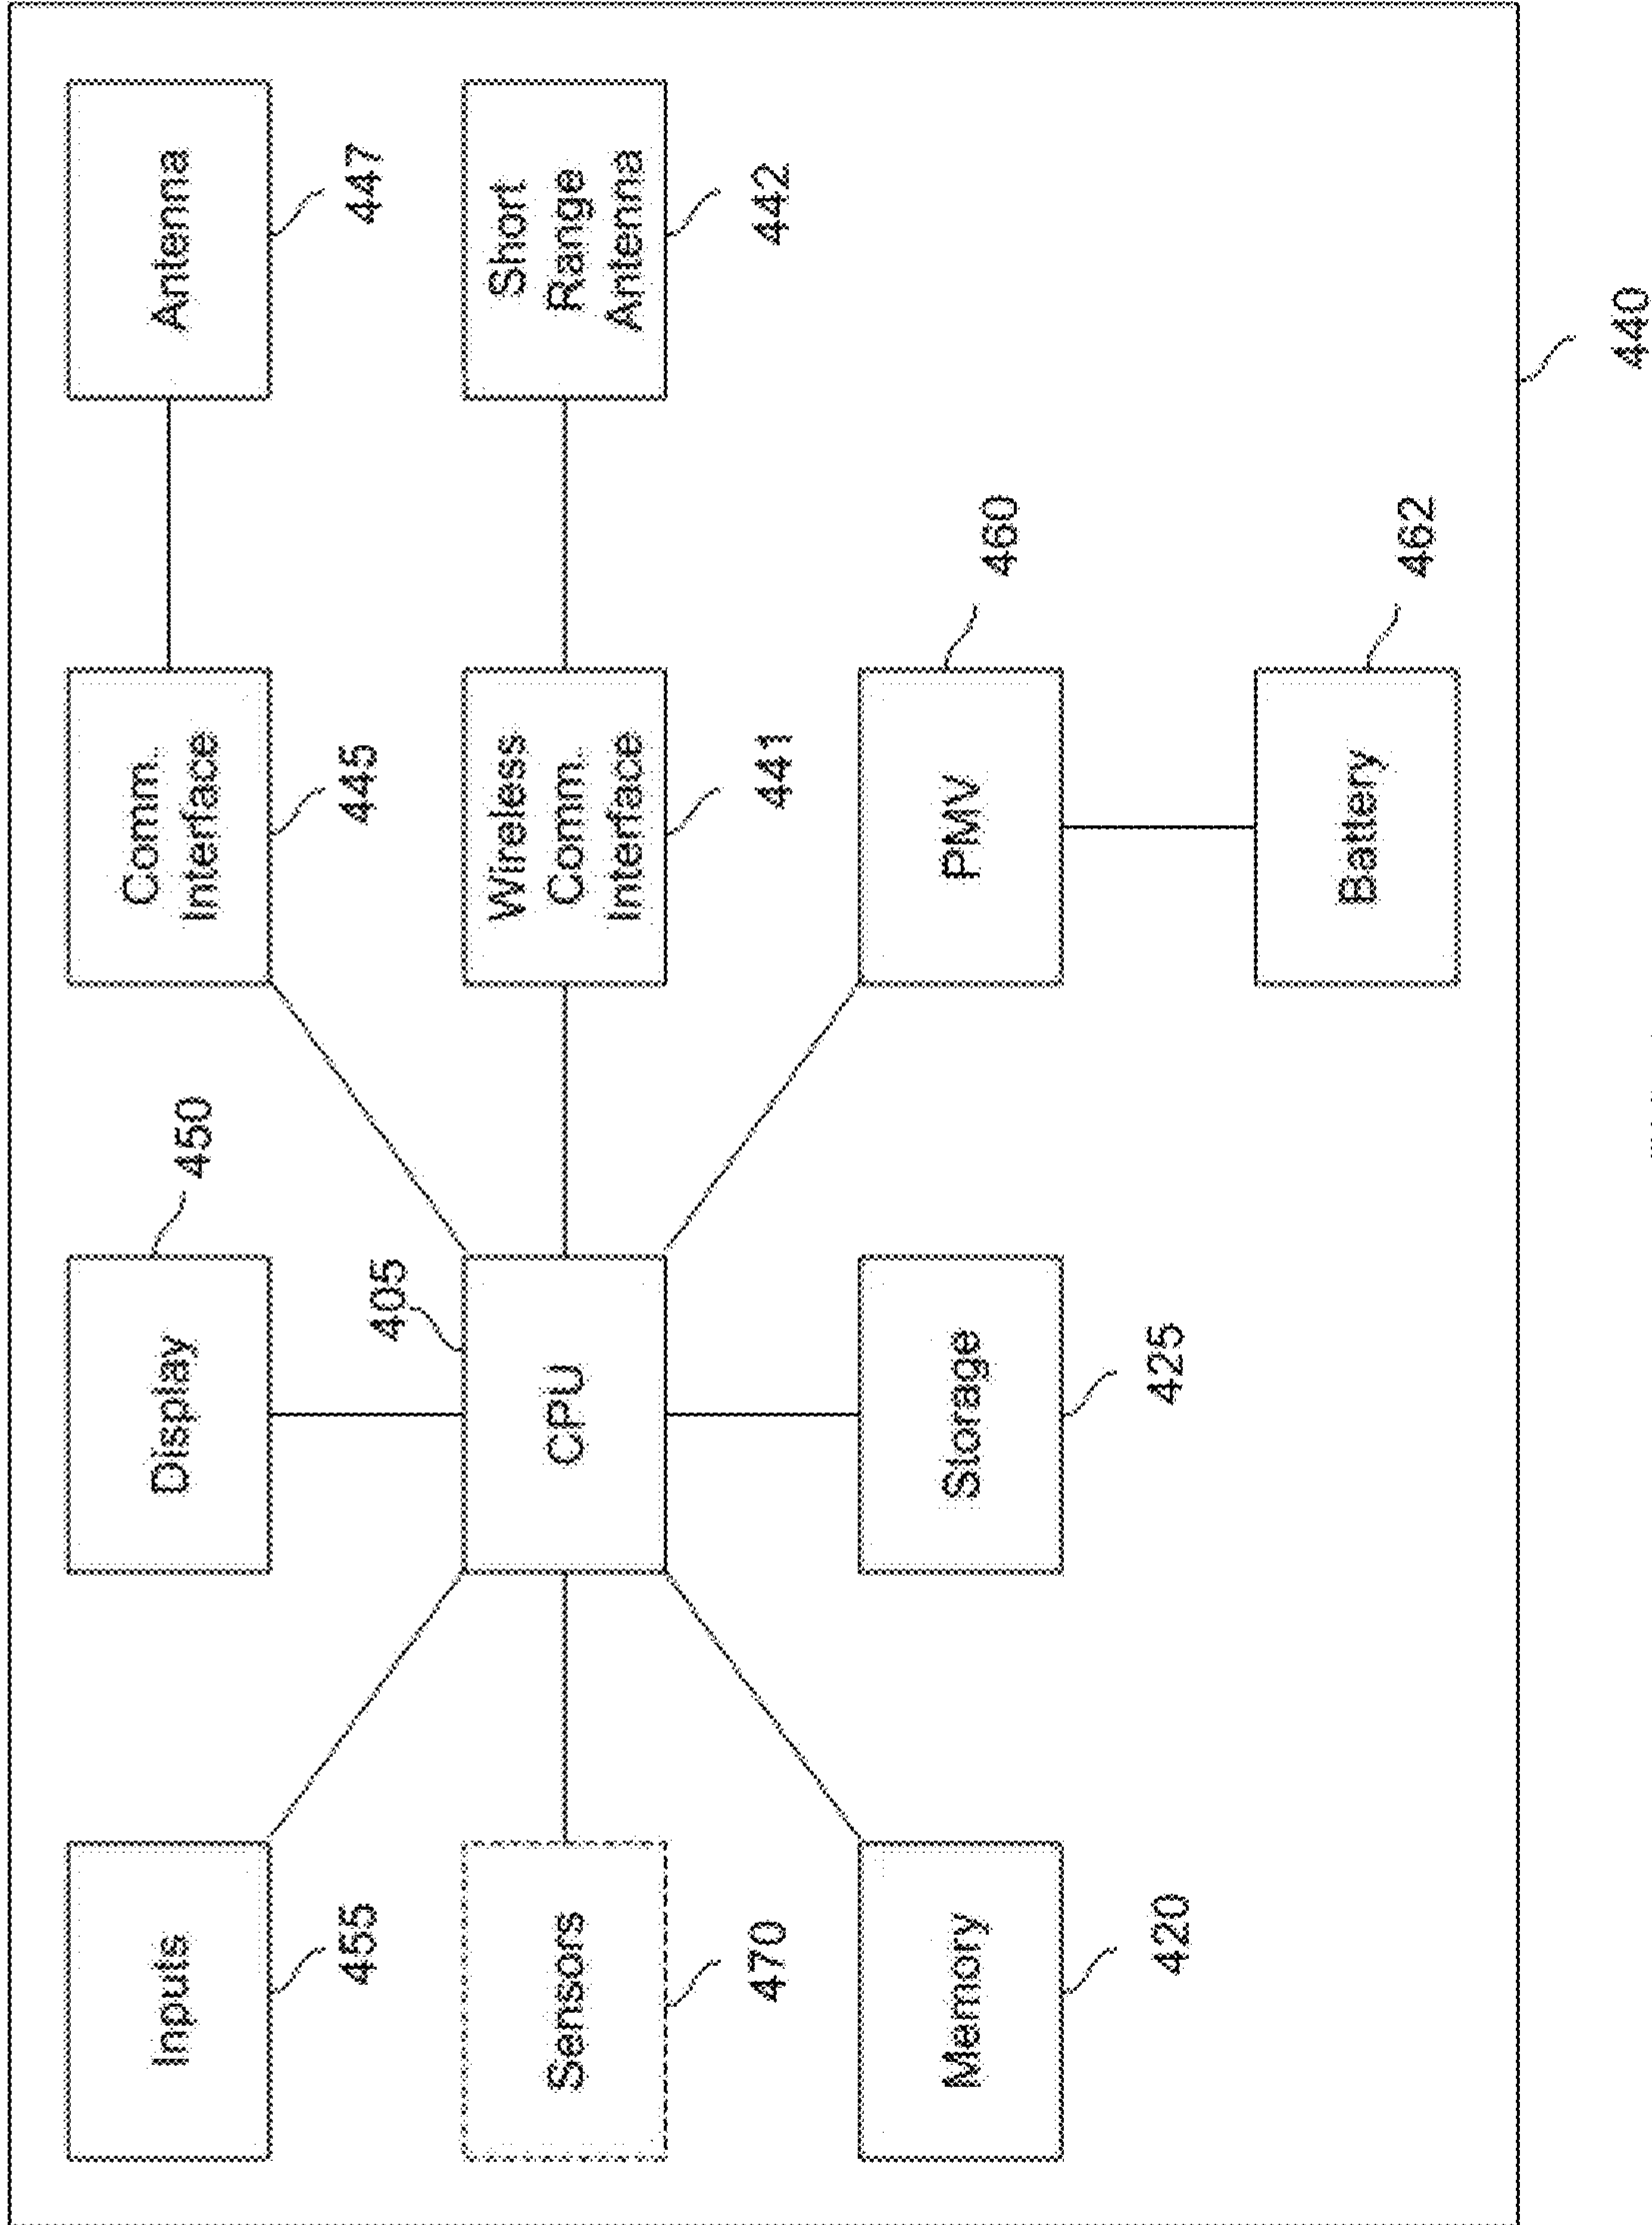 Inputs
455
Display
450
Comm.
Interface
445
Antenna
447
Sensors
470
CPU
405
Wireless
Comm.
Interface
441
Short
Range
Antenna
442
Memory
420
Storage
425
PMV
460
Battery
462
440